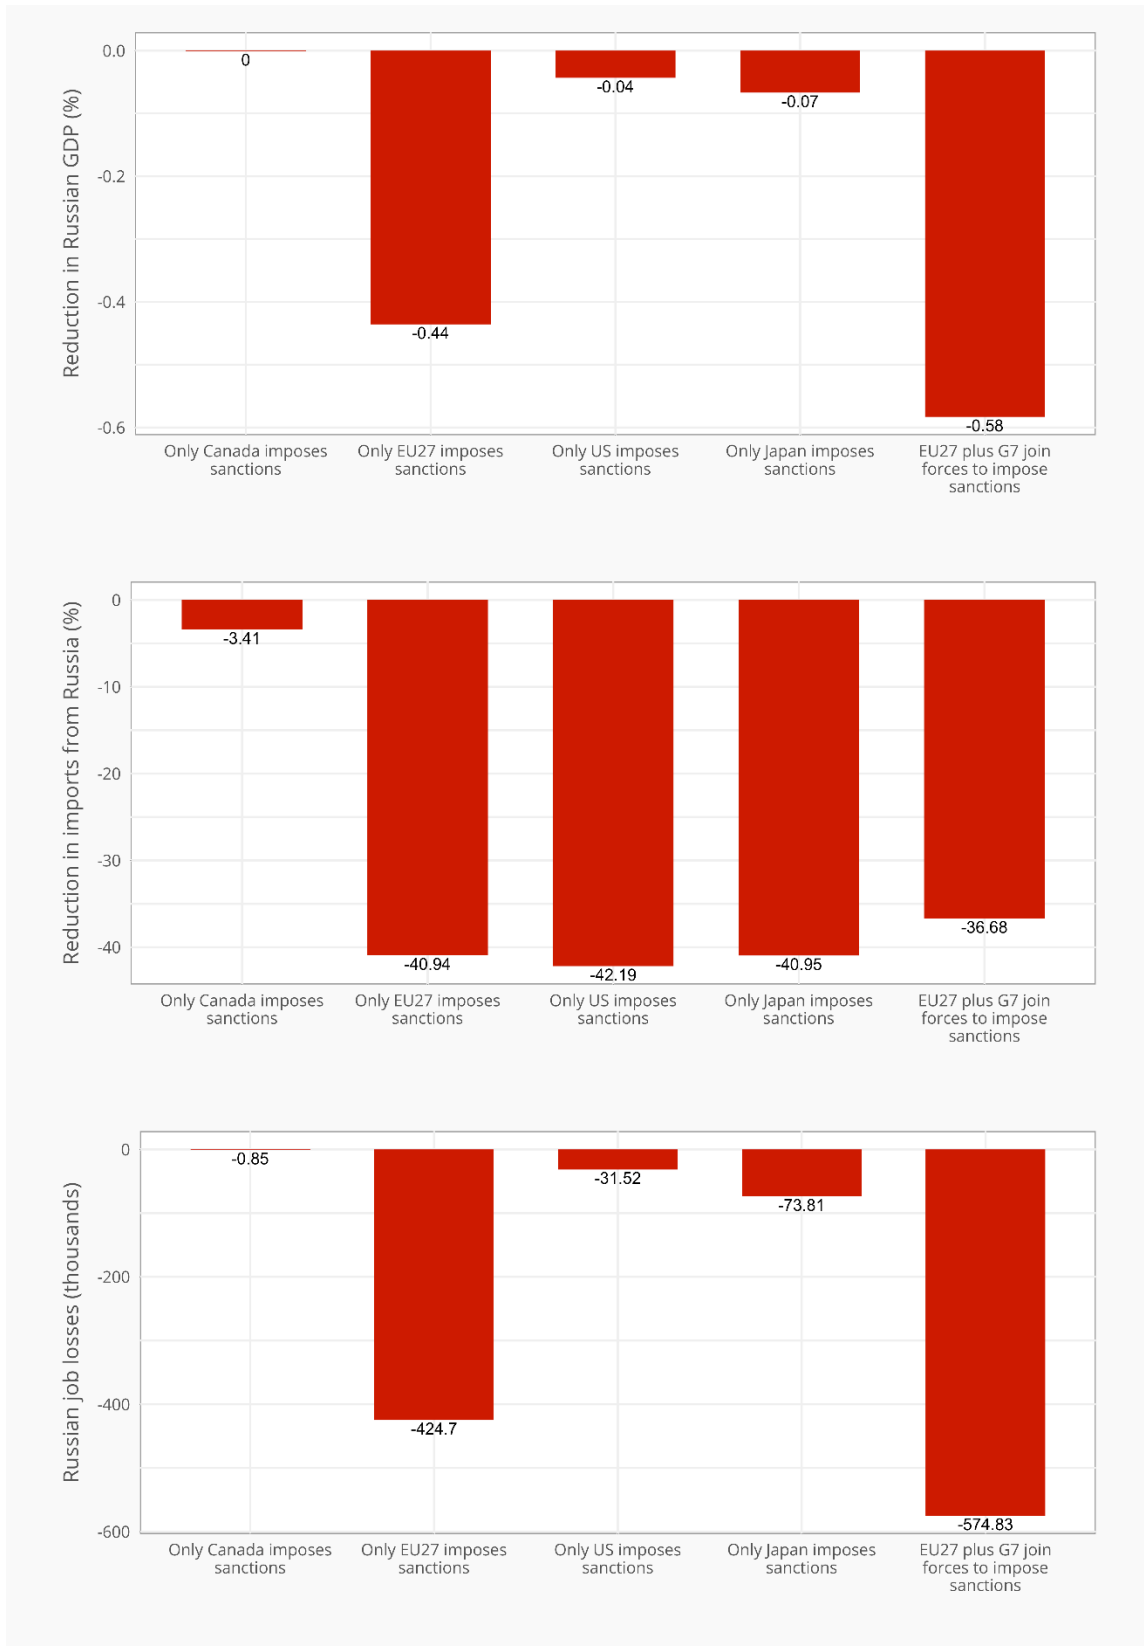 Reduction in Russian GDP (%)
0.0
-0.2
-0.4
-0.6
0
-0.44
-0.04
-0.07
-0.58
Only Canada imposes
sanctions
Only EU27 imposes
sanctions
Only US imposes
sanctions
Only Japan imposes
sanctions
EU27 plus G7 join
forces to impose
sanctions
Reduction in imports from Russia (%)
0
-10
-20
-30
-40
-3.41
-40.94
-42.19
-40.95
-36.68
Only Canada imposes
sanctions
Only EU27 imposes
sanctions
Only US imposes
sanctions
Only Japan imposes
sanctions
EU27 plus G7 join
forces to impose
sanctions
Russian job losses (thousands)
0
-200
-400
-600
-0.85
-424.7
-31.52
-73.81
-574.83
Only Canada imposes
sanctions
Only EU27 imposes
sanctions
Only US imposes
sanctions
Only Japan imposes
sanctions
EU27 plus G7 join
forces to impose
sanctions